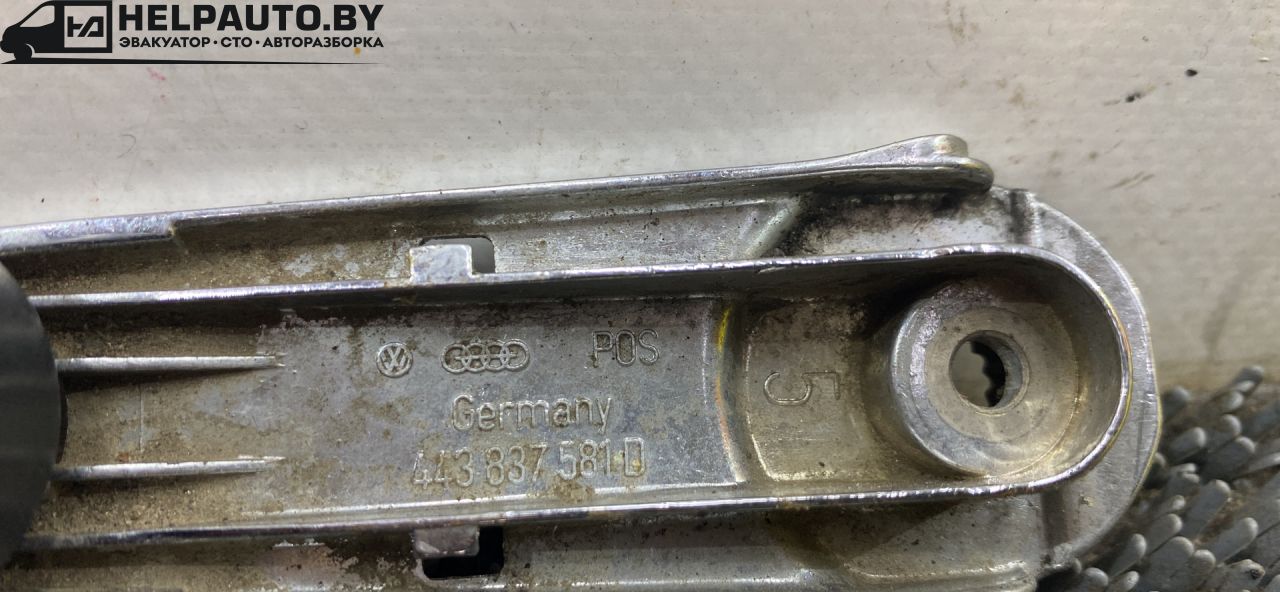 HELPAUTO.BY
ЭВАКУАТОР · СТО · АВТОРАЗБОРКА
POS
Germany
443 837 581 D
5